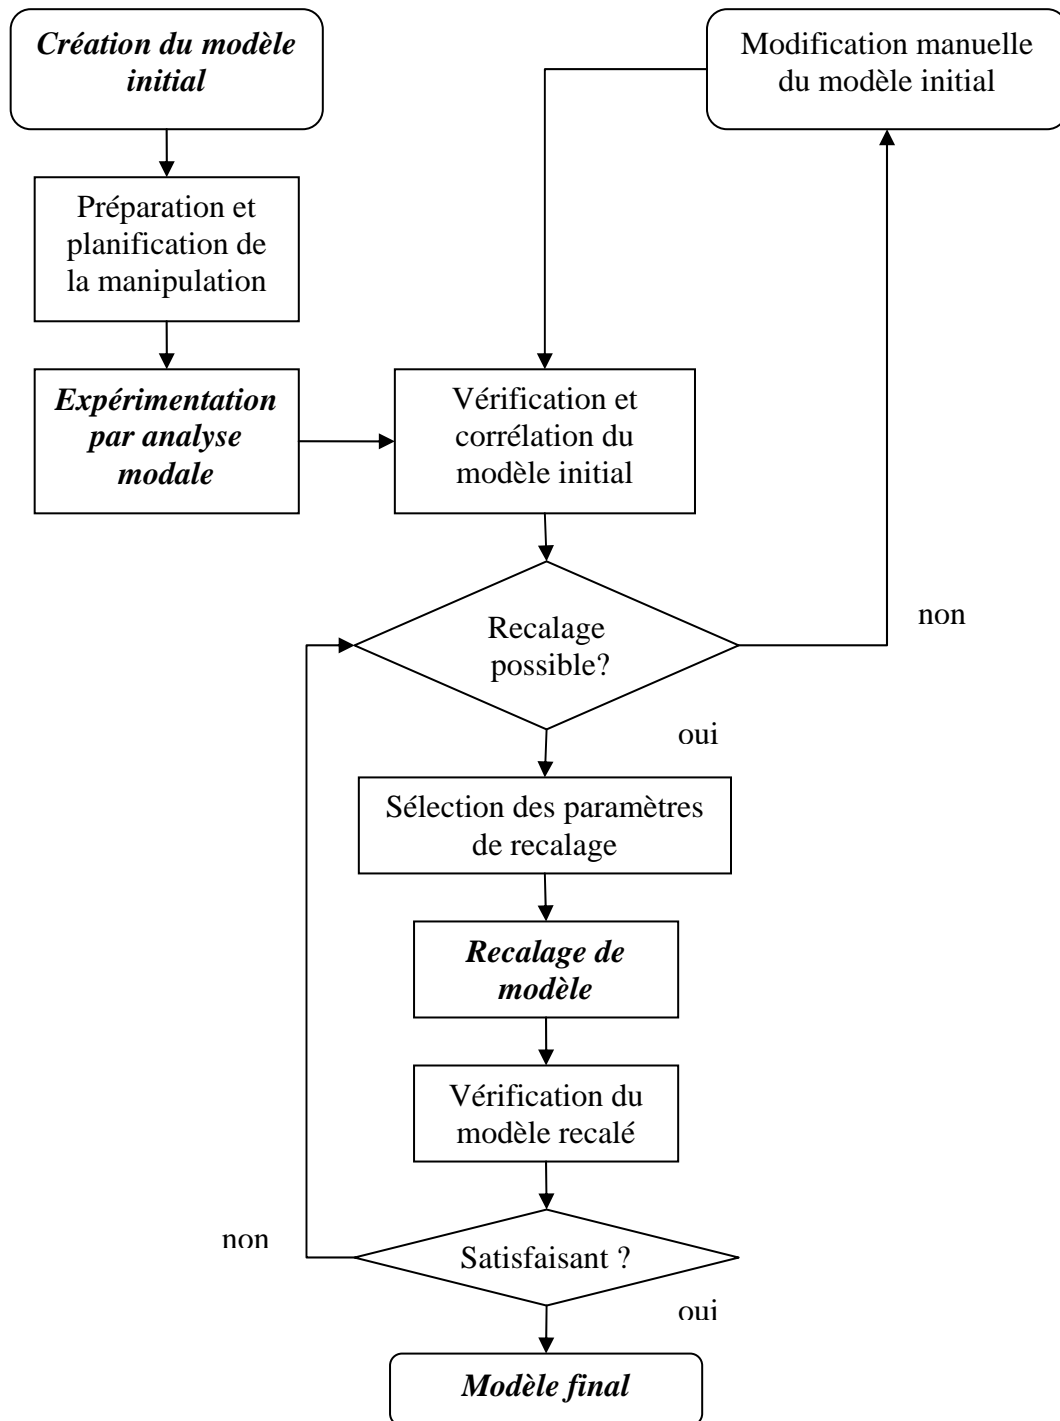 Création du modèle
initial
Modification manuelle
du modèle initial
Préparation et
planification de
la manipulation
Expérimentation
par analyse
modale
Vérification et
corrélation du
modèle initial
Recalage
possible?
non
oui
Sélection des paramètres
de recalage
Recalage de
modèle
Vérification du
modèle recalé
non
Satisfaisant ?
oui
Modèle final